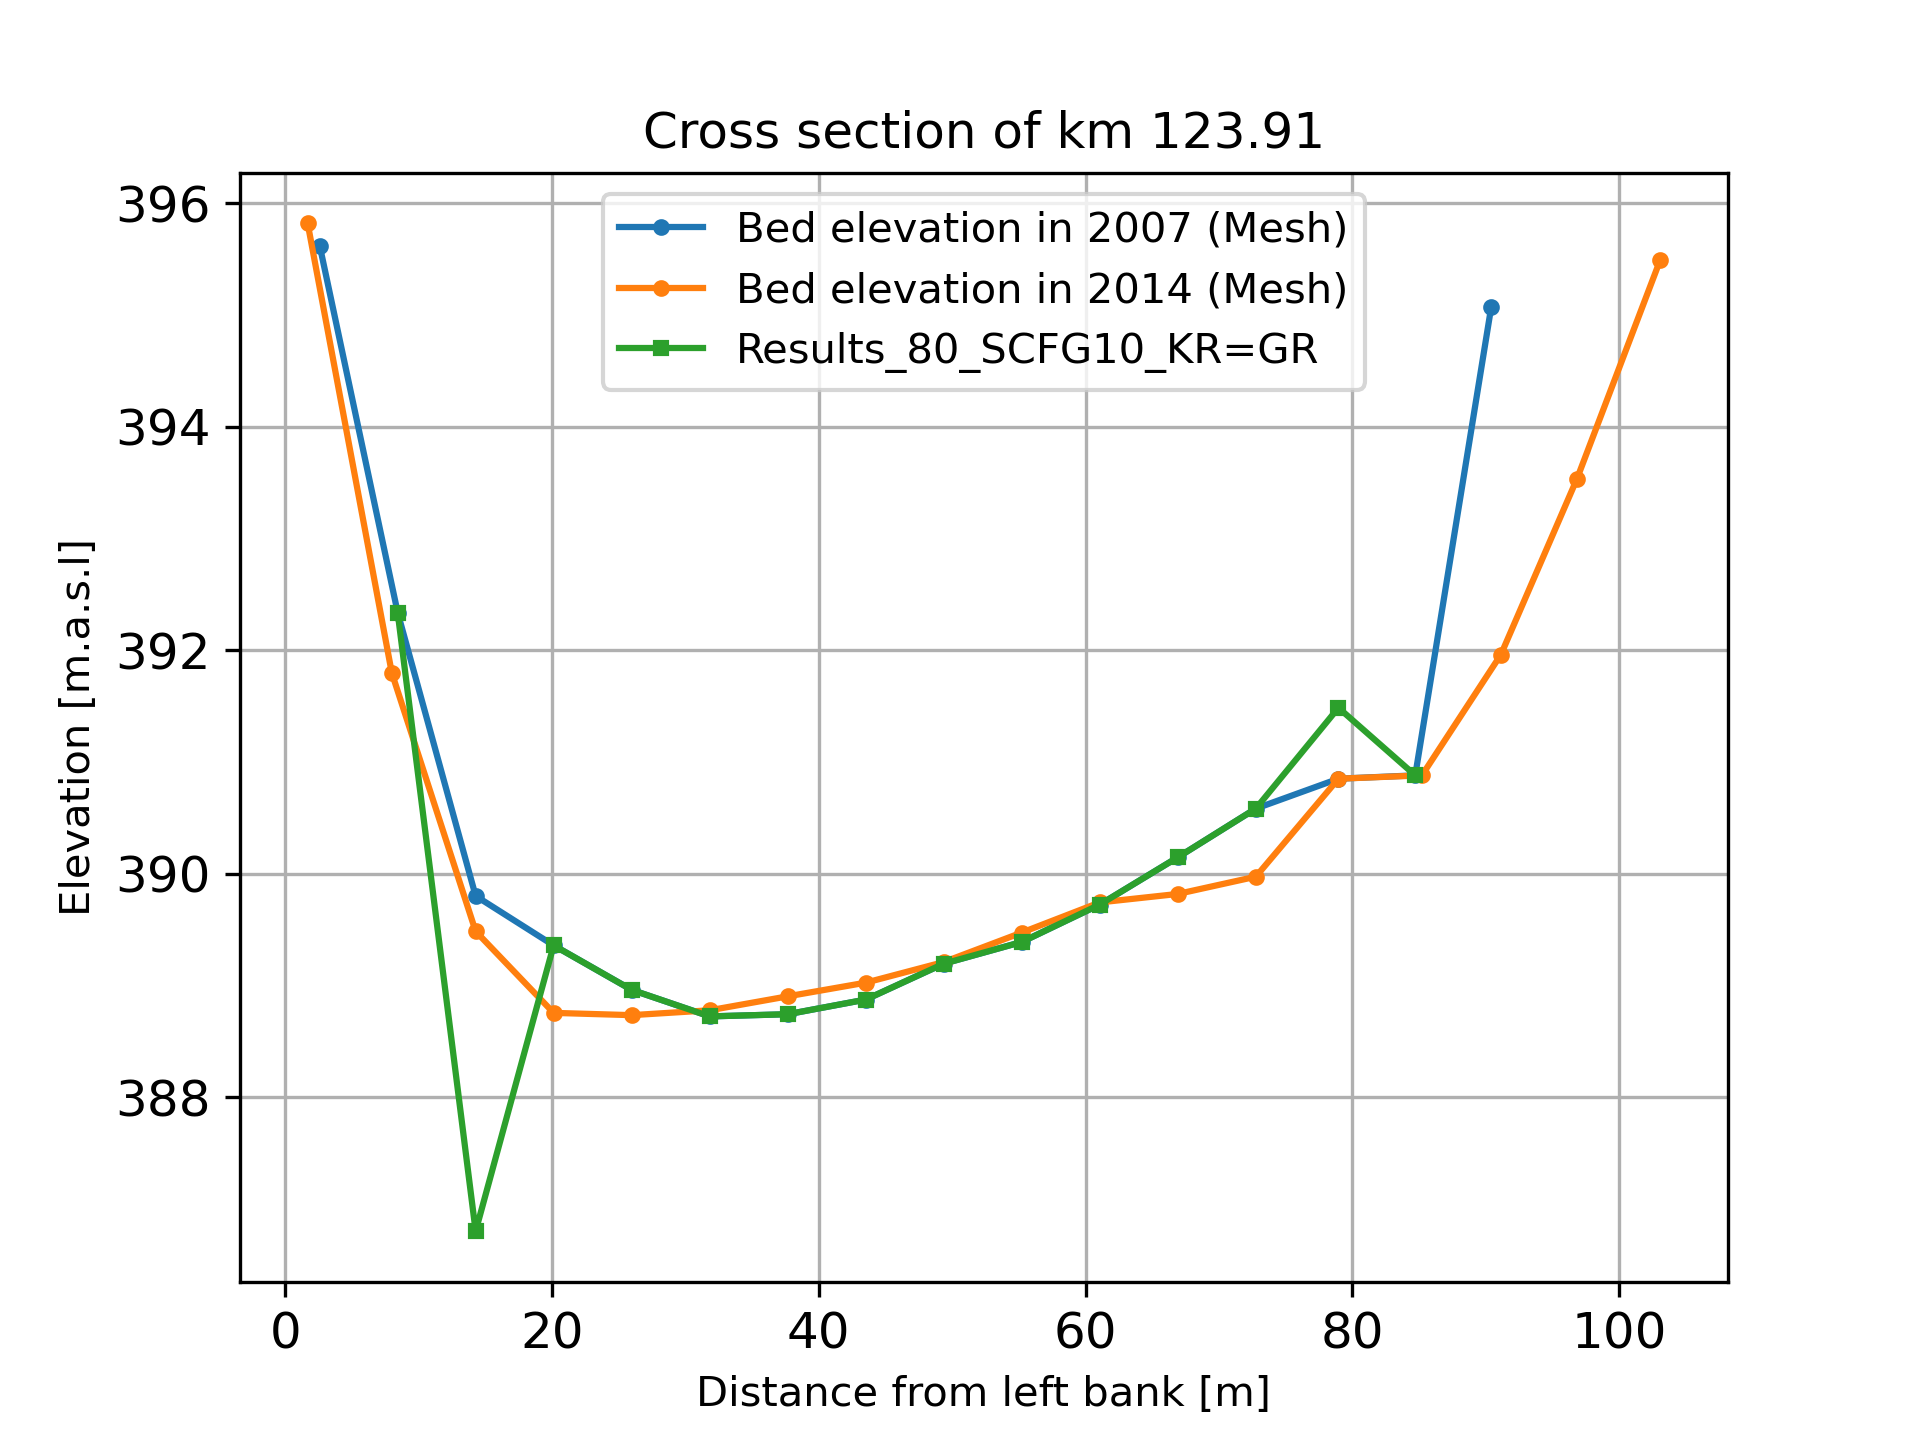 Cross section of km 123.91
Bed elevation in 2007 (Mesh)
Bed elevation in 2014 (Mesh)
Results_80_SCFG10_KR=GR
396
394
392
390
388
Elevation [m.a.s.l]
0 20 40 60 80 100
Distance from left bank [m]